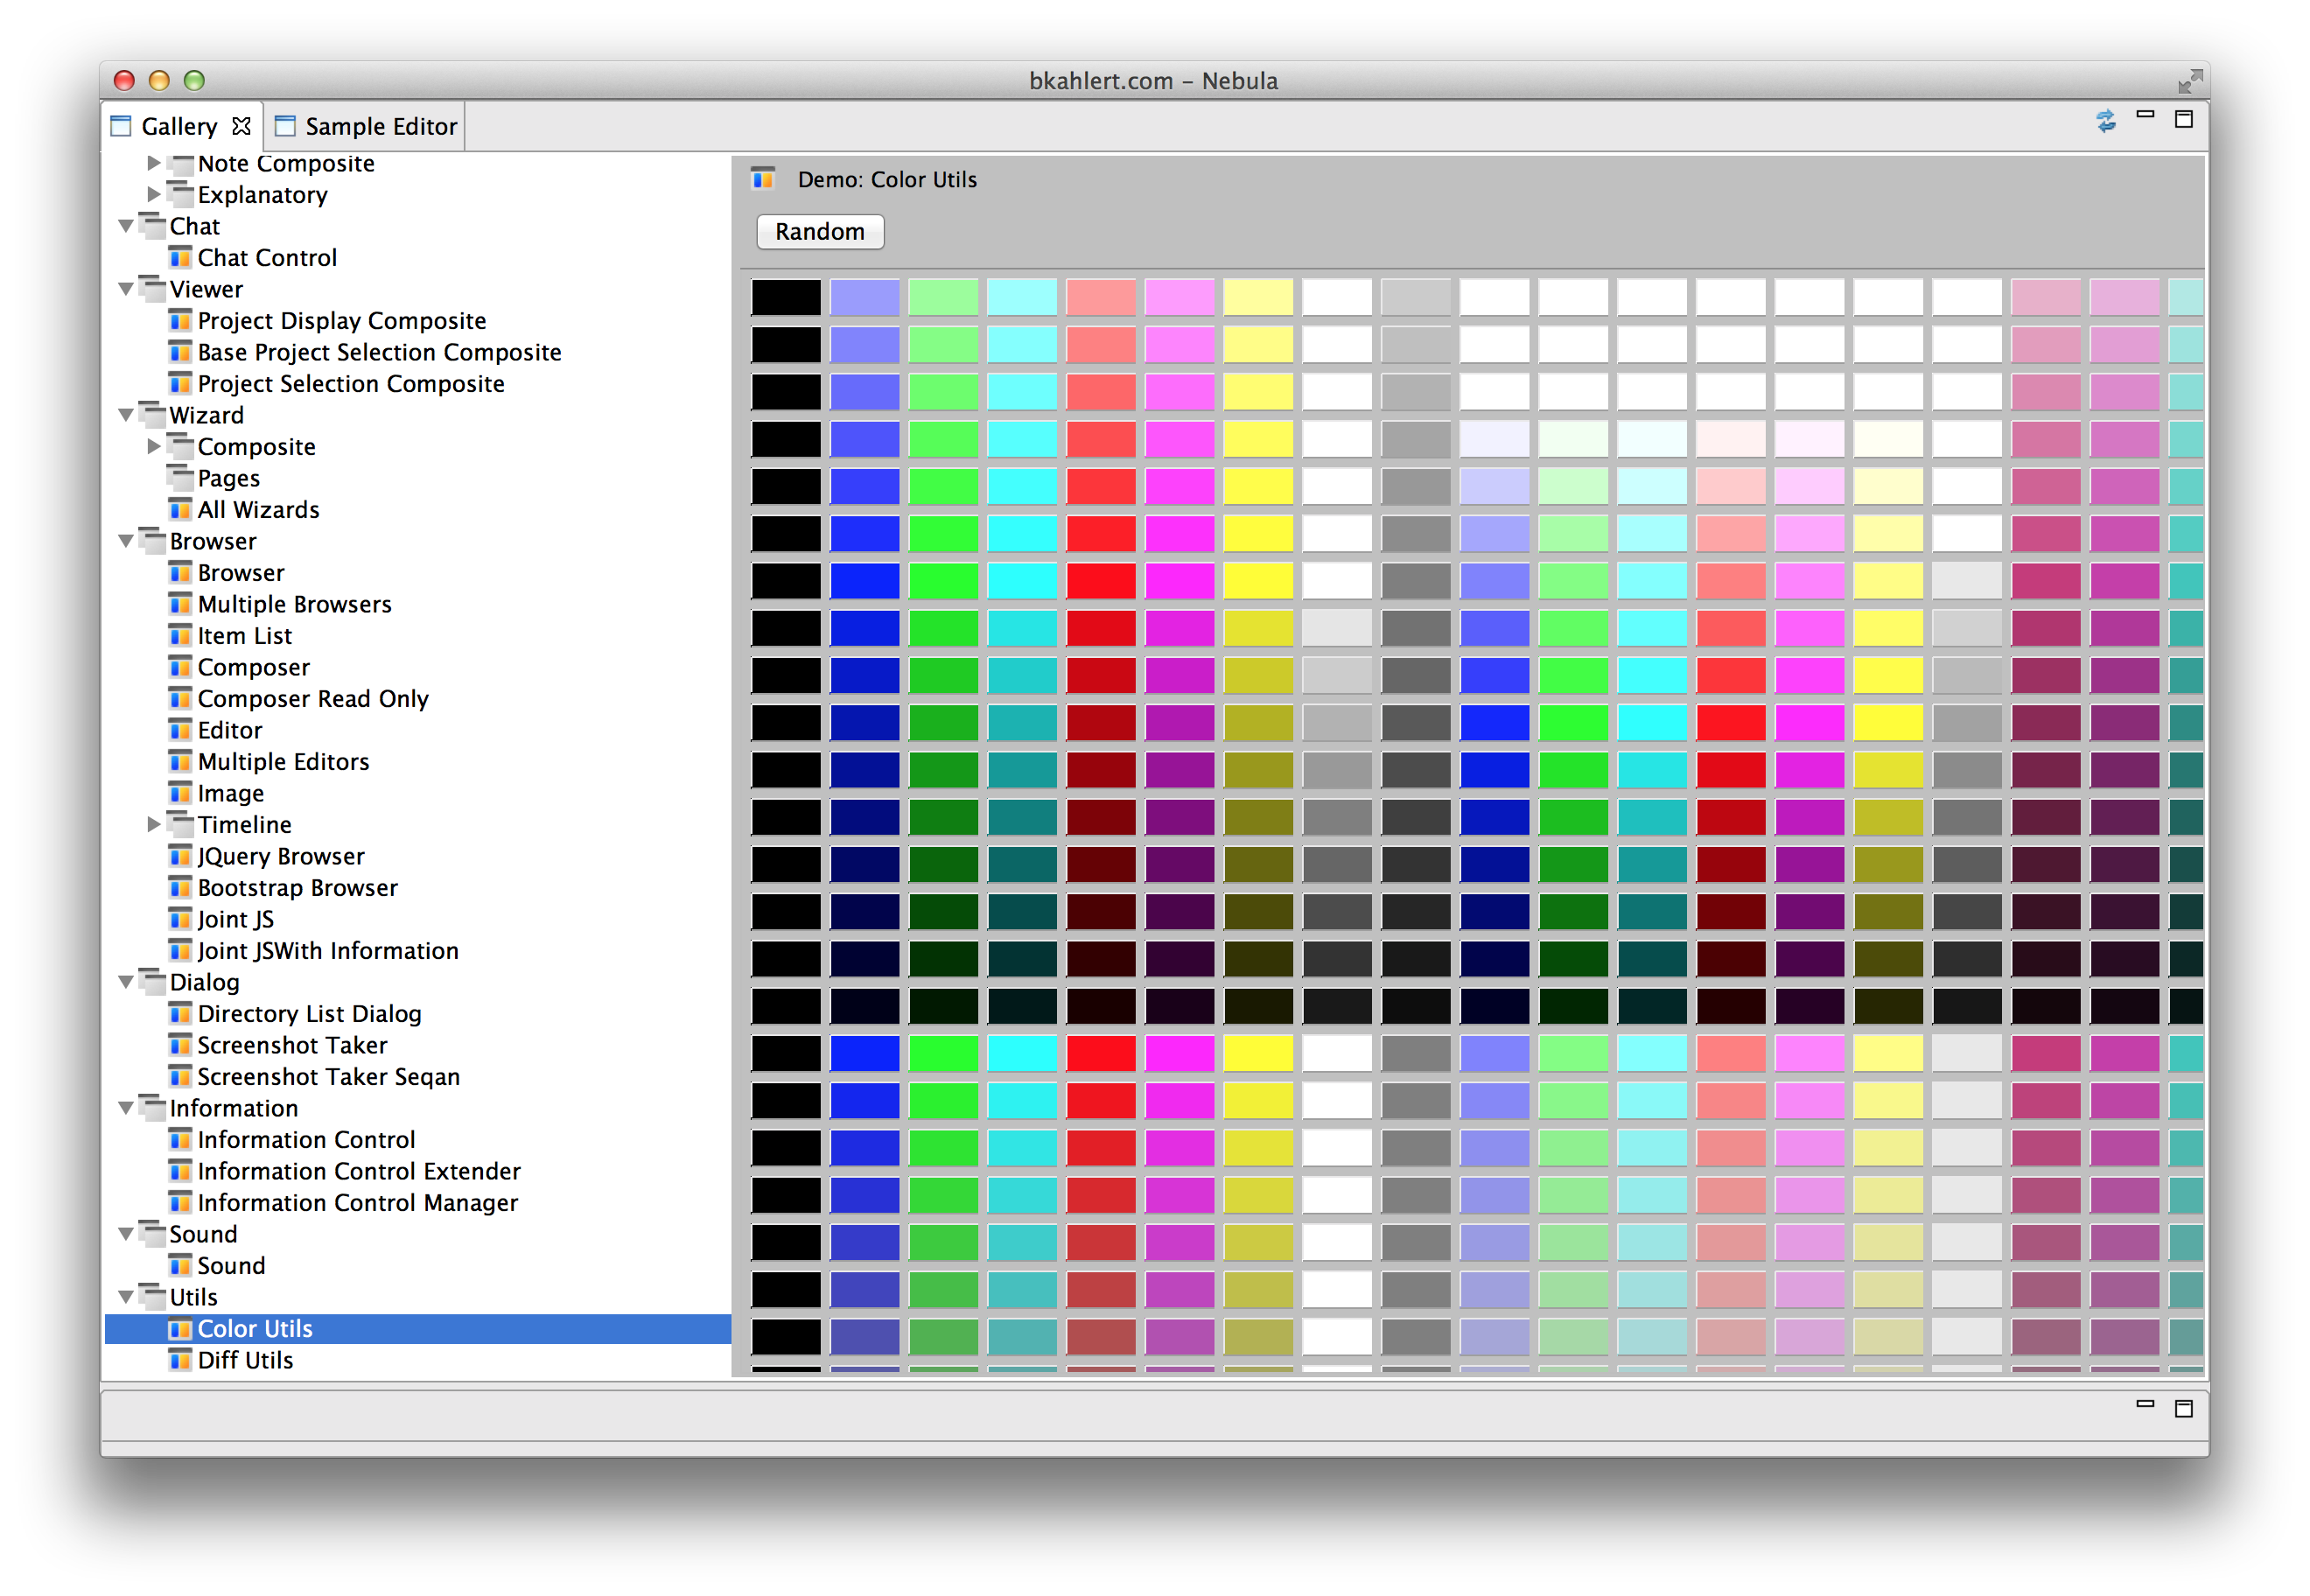 bkahlert.com – Nebula
Gallery
Sample Editor
Note Composite
Explanatory
Chat
Chat Control
Viewer
Project Display Composite
Base Project Selection Composite
Project Selection Composite
Wizard
Composite
Pages
All Wizards
Browser
Browser
Multiple Browsers
Item List
Composer
Composer Read Only
Editor
Multiple Editors
Image
Timeline
JQuery Browser
Bootstrap Browser
Joint JS
Joint JSWith Information
Dialog
Directory List Dialog
Screenshot Taker
Screenshot Taker Seqan
Information
Information Control
Information Control Extender
Information Control Manager
Sound
Sound
Utils
Color Utils
Diff Utils
Demo: Color Utils
Random